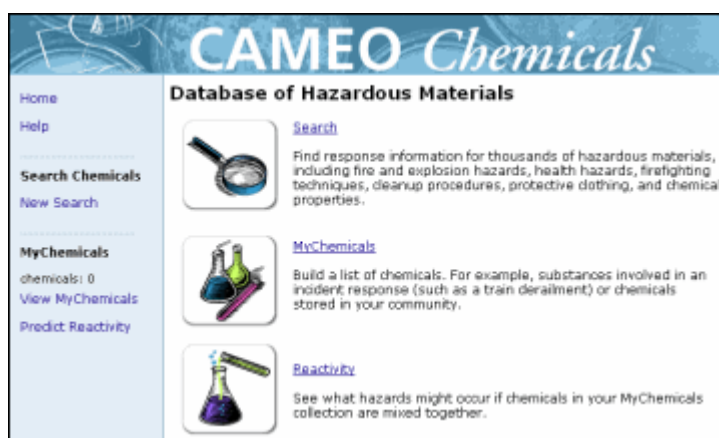 CAMEO Chemicals
Home
Help
Search Chemicals
New Search
MyChemicals
chemicals: 0
View MyChemicals
Predict Reactivity
Database of Hazardous Materials
Search
Find response information for thousands of hazardous materials,
including fire and explosion hazards, health hazards, firefighting
techniques, cleanup procedures, protective clothing, and chemical
properties.
MyChemicals
Build a list of chemicals. For example, substances involved in an
incident response (such as a train derailment) or chemicals
stored in your community.
Reactivity
See what hazards might occur if chemicals in your MyChemicals
collection are mixed together.